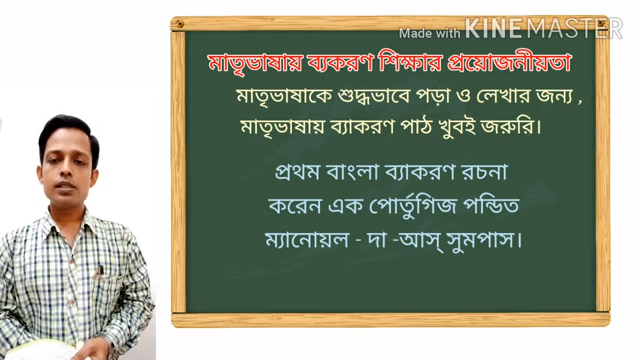 Made with KINEMASTER
মাতৃভাষায় ব্যকরণ শিক্ষার প্রয়োজনীয়তা
মাতৃভাষাকে শুদ্ধভাবে পড়া ও লেখার জন্য ,
মাতৃভাষায় ব্যাকরণ পাঠ খুবই জরুরি।
প্রথম বাংলা ব্যাকরণ রচনা
করেন এক পোর্তুগিজ পন্ডিত
ম্যানোয়ল - দা -আস্ সুমপাস।